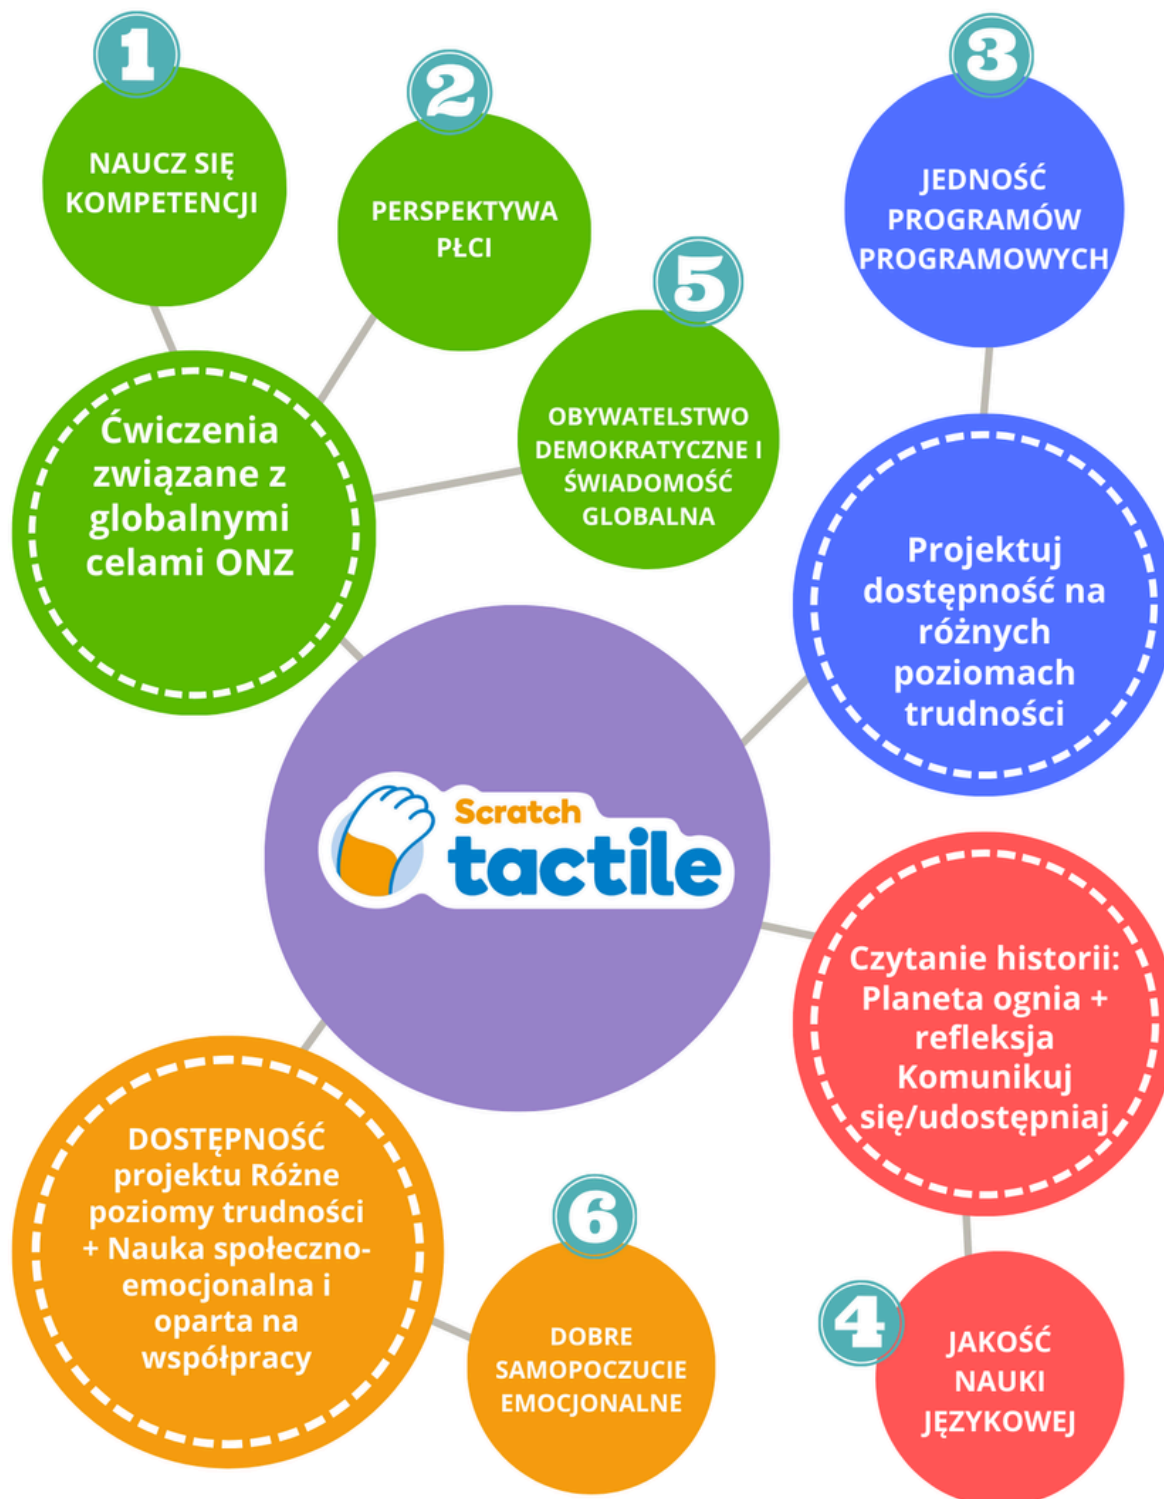 1
NAUCZ SIĘ
KOMPETENCJI
2
PERSPEKTYWA
PŁCI
3
JEDNOŚĆ
PROGRAMÓW
PROGRAMOWYCH
5
OBYWATELSTWO
DEMOKRATYCZNE I
ŚWIADOMOŚĆ
GLOBALNA
Ćwiczenia
związane z
globalnymi
celami ONZ
Projektuj
dostępność na
różnych
poziomach
trudności
Scratch
tactile
Czytanie historii:
Planeta ognia +
refleksja
Komunikuj
się/udostępniaj
DOSTĘPNOŚĆ
projektu Różne
poziomy trudności
+ Nauka społeczno-
emocjonalna i
oparta na
współpracy
6
DOBRE
SAMOPOCZUCIE
EMOCJONALNE
4
JAKOŚĆ
NAUKI
JĘZYKOWEJ